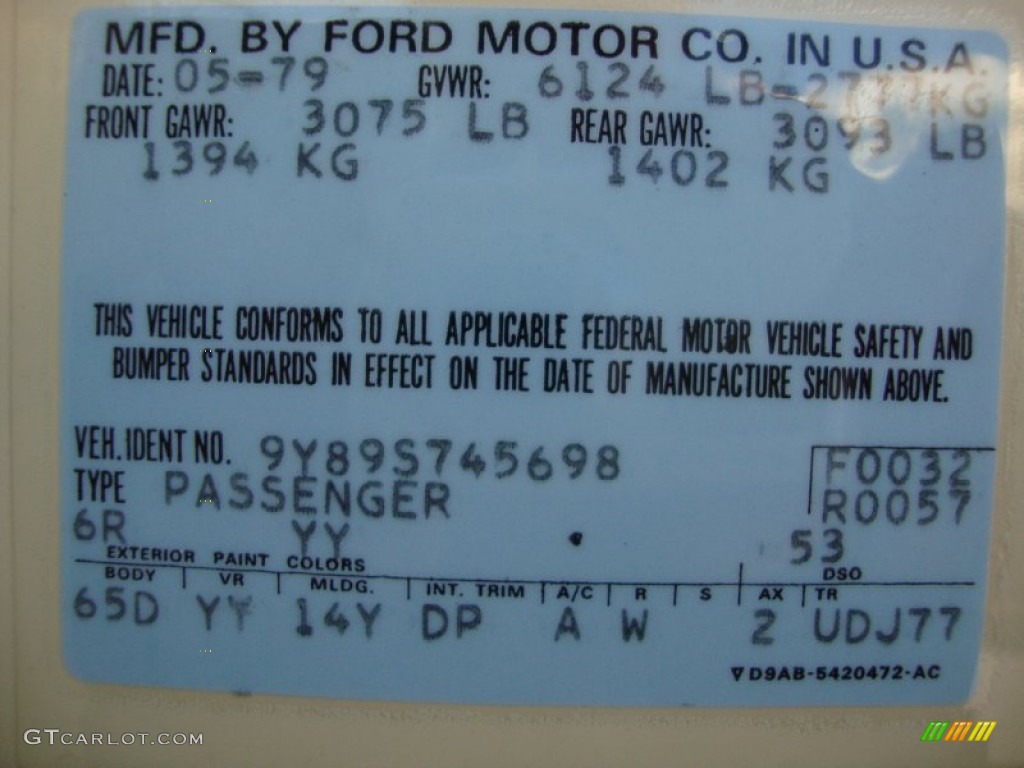 MFD. BY FORD MOTOR CO. IN U.S.A.
DATE: 05-79 GVWR: 6124 LB-2777KG
FRONT GAWR: 3075 LB REAR GAWR: 3093 LB
1394 KG 1402 KG
THIS VEHICLE CONFORMS TO ALL APPLICABLE FEDERAL MOTOR VEHICLE SAFETY AND
BUMPER STANDARDS IN EFFECT ON THE DATE OF MANUFACTURE SHOWN ABOVE.
VEH. IDENT NO. 9Y89S745698 F0032
TYPE PASSENGER R0057
6R YY 53
EXTERIOR PAINT COLORS DSO
BODY VR MLDG. INT. TRIM A/C R S AX TR
65D YY 14Y DP A W 2 UDJ77
D9AB-5420472-AC
GTCARLOT.COM